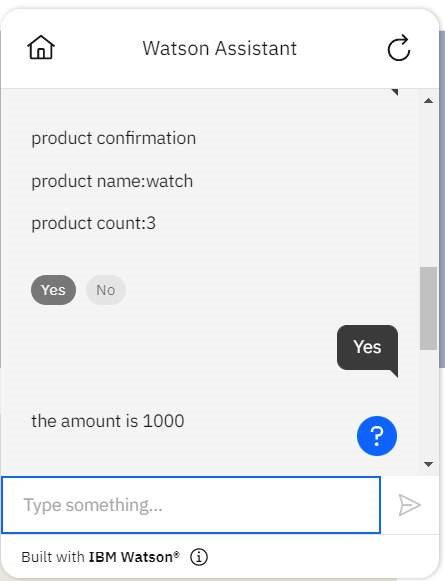 Watson Assistant
product confirmation
product name:watch
product count:3
Yes No
Yes
the amount is 1000
?
Type something...
Built with IBM Watson®